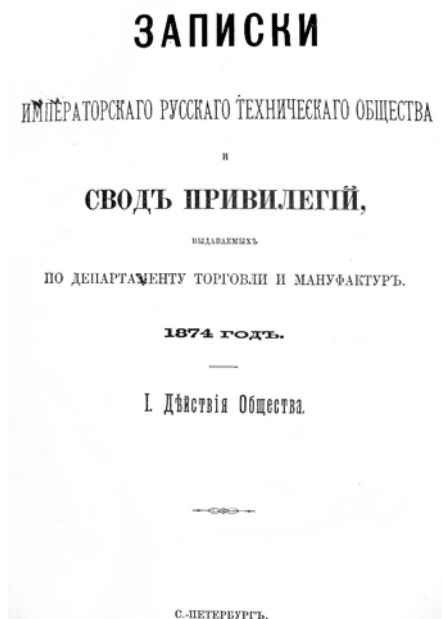 ЗАПИСКИ
ИМПЕРАТОРСКАГО РУССКАГО ТЕХНИЧЕСКАГО ОБЩЕСТВА
И
СВОДЪ ПРИВИЛЕГІЙ,
ВЫДАВАЕМЫХЪ
ПО ДЕПАРТАМЕНТУ ТОРГОВЛИ И МАНУФАКТУРЪ.
1874 ГОДЪ.
I. Дѣйствія Общества.
С.-ПЕТЕРБУРГЪ.